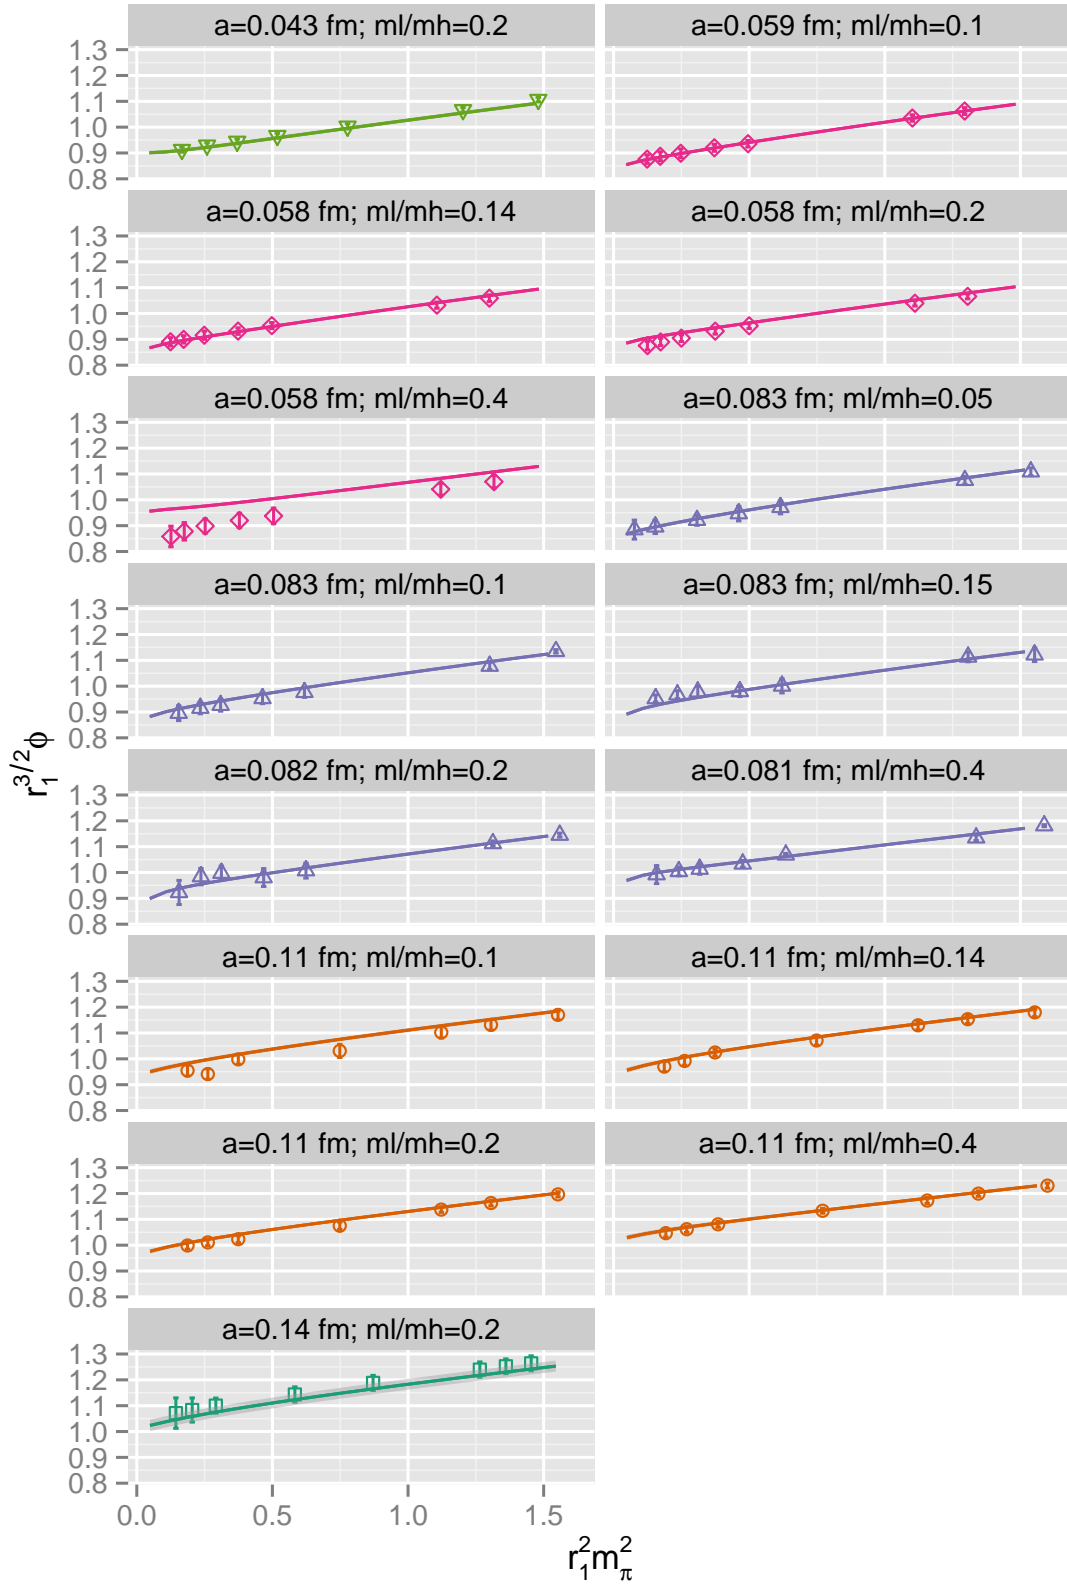 a=0.043 fm; ml/mh=0.2
a=0.059 fm; ml/mh=0.1
1.3
1.2
1.1
1.0
0.9
0.8
a=0.058 fm; ml/mh=0.14
a=0.058 fm; ml/mh=0.2
1.3
1.2
1.1
1.0
0.9
0.8
a=0.058 fm; ml/mh=0.4
a=0.083 fm; ml/mh=0.05
1.3
1.2
1.1
1.0
0.9
0.8
a=0.083 fm; ml/mh=0.1
a=0.083 fm; ml/mh=0.15
1.3
1.2
1.1
1.0
0.9
0.8
r₁^{3/2}ϕ
a=0.082 fm; ml/mh=0.2
a=0.081 fm; ml/mh=0.4
1.3
1.2
1.1
1.0
0.9
0.8
a=0.11 fm; ml/mh=0.1
a=0.11 fm; ml/mh=0.14
1.3
1.2
1.1
1.0
0.9
0.8
a=0.11 fm; ml/mh=0.2
a=0.11 fm; ml/mh=0.4
1.3
1.2
1.1
1.0
0.9
0.8
a=0.14 fm; ml/mh=0.2
1.3
1.2
1.1
1.0
0.9
0.8
0.0 0.5 1.0 1.5
r₁²m_π²